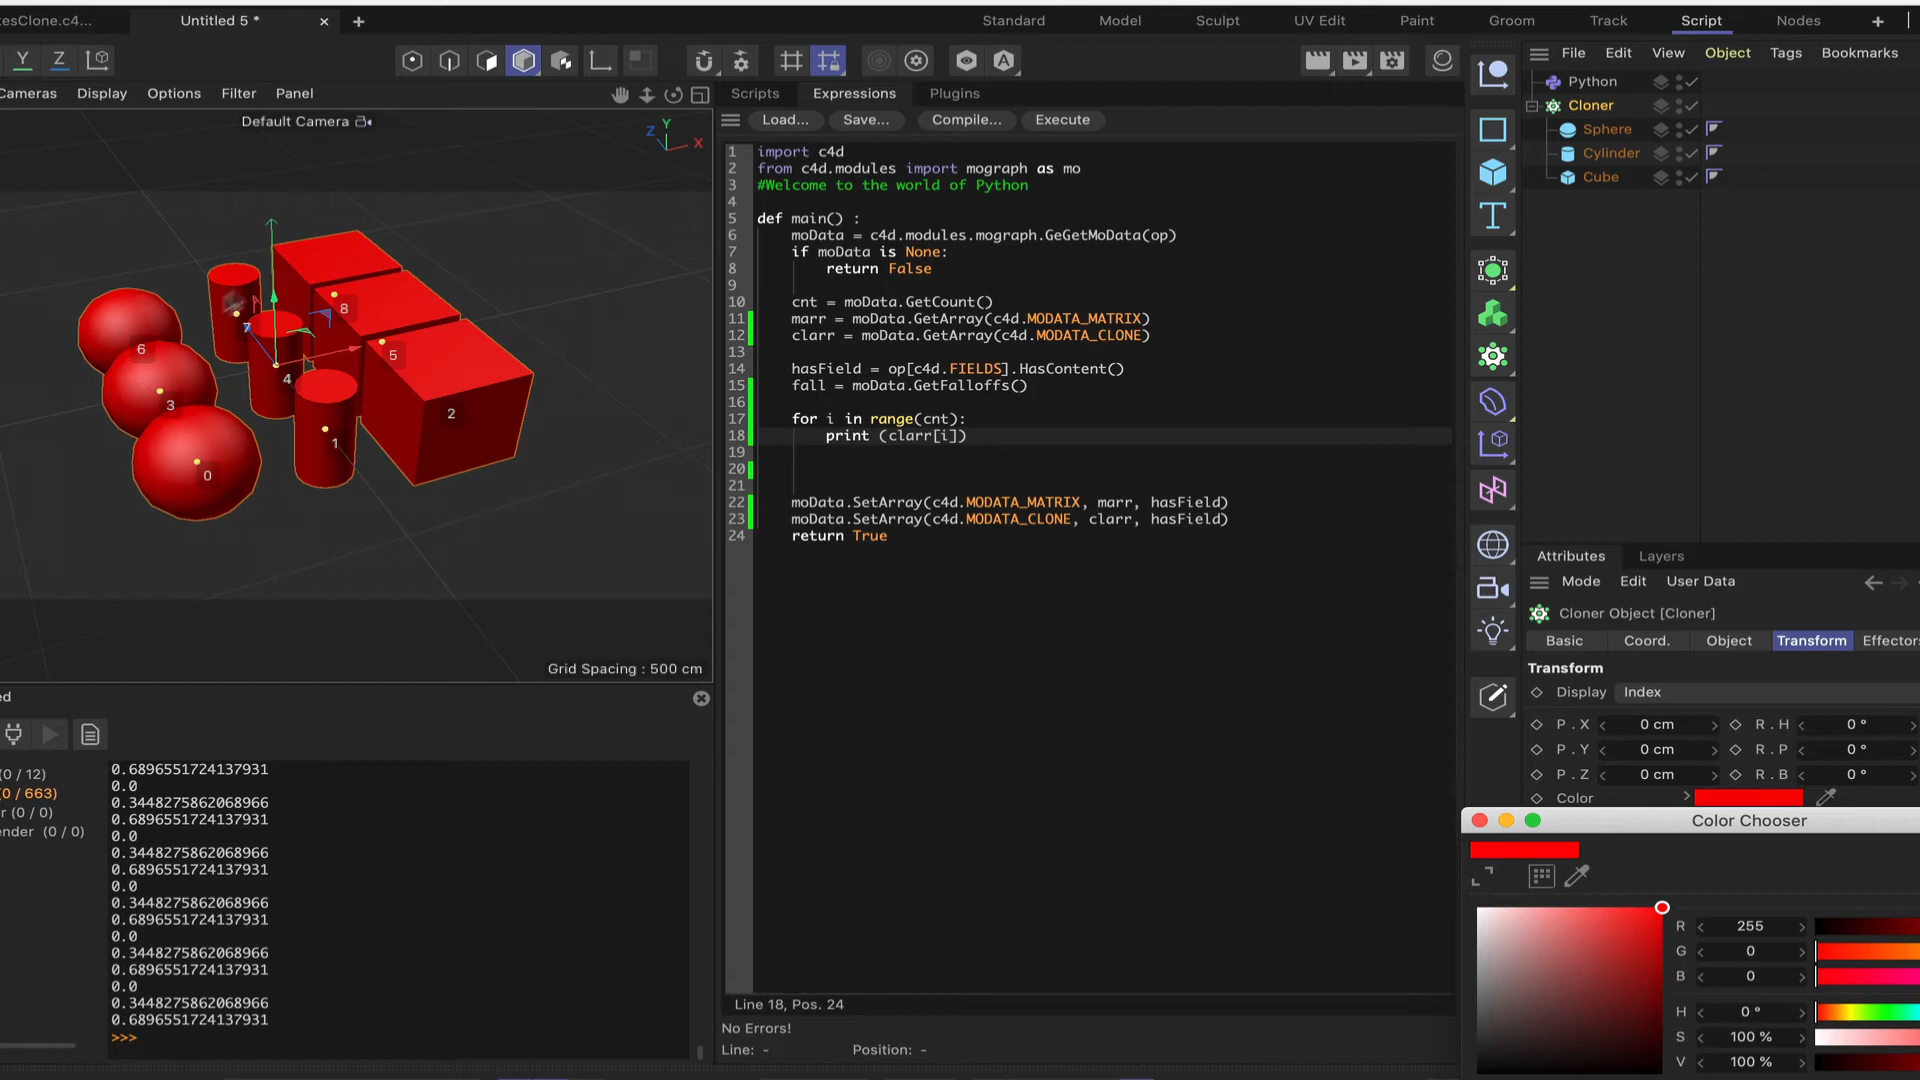 esClone.c4...
Untitled 5 *
Standard
Model
Sculpt
UV Edit
Paint
Groom
Track
Script
Nodes
Y
Z
File
Edit
View
Object
Tags
Bookmarks
Cameras
Display
Options
Filter
Panel
Scripts
Expressions
Plugins
Default Camera
Z Y X
Load...
Save...
Compile...
Execute
Python
Cloner
Sphere
Cylinder
Cube
1 import c4d
2 from c4d.modules import mograph as mo
3 #Welcome to the world of Python
4
5 def main() :
6 moData = c4d.modules.mograph.GeGetMoData(op)
7 if moData is None:
8 return False
9
10 cnt = moData.GetCount()
11 marr = moData.GetArray(c4d.MODATA_MATRIX)
12 clarr = moData.GetArray(c4d.MODATA_CLONE)
13
14 hasField = op[c4d.FIELDS].HasContent()
15 fall = moData.GetFalloffs()
16
17 for i in range(cnt):
18 print (clarr[i])
19
20
21
22 moData.SetArray(c4d.MODATA_MATRIX, marr, hasField)
23 moData.SetArray(c4d.MODATA_CLONE, clarr, hasField)
24 return True
7
8
6
5
4
3
2
1
0
Grid Spacing : 500 cm
Attributes
Layers
Mode
Edit
User Data
Cloner Object [Cloner]
Basic
Coord.
Object
Transform
Effectors
Transform
Display
Index
P . X 0 cm R . H 0 °
P . Y 0 cm R . P 0 °
P . Z 0 cm R . B 0 °
Color
Color Chooser
R 255
G 0
B 0
H 0 °
S 100 %
V 100 %
ed
(0 / 12)
(0 / 663)
r (0 / 0)
ender (0 / 0)
0.6896551724137931
0.0
0.3448275862068966
0.6896551724137931
0.0
0.3448275862068966
0.6896551724137931
0.0
0.3448275862068966
0.6896551724137931
0.0
0.3448275862068966
0.6896551724137931
0.0
0.3448275862068966
0.6896551724137931
>>>
Line 18, Pos. 24
No Errors!
Line: -
Position: -